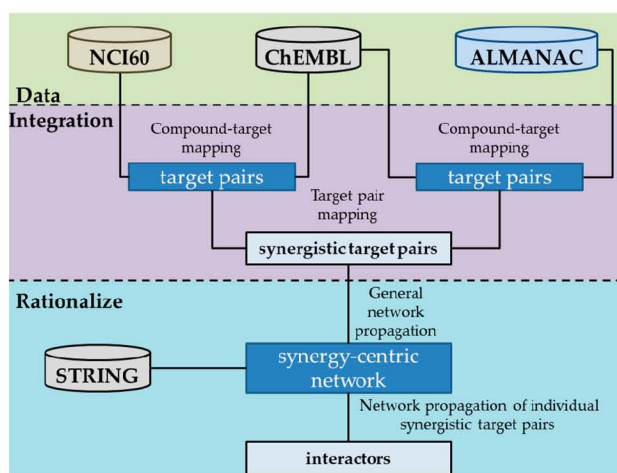 NCI60
ChEMBL
ALMANAC
Data
Integration
Compound-target
mapping
Compound-target
mapping
target pairs
target pairs
Target pair
mapping
synergistic target pairs
Rationalize
General
network
propagation
STRING
synergy-centric
network
Network propagation of individual
synergistic target pairs
interactors